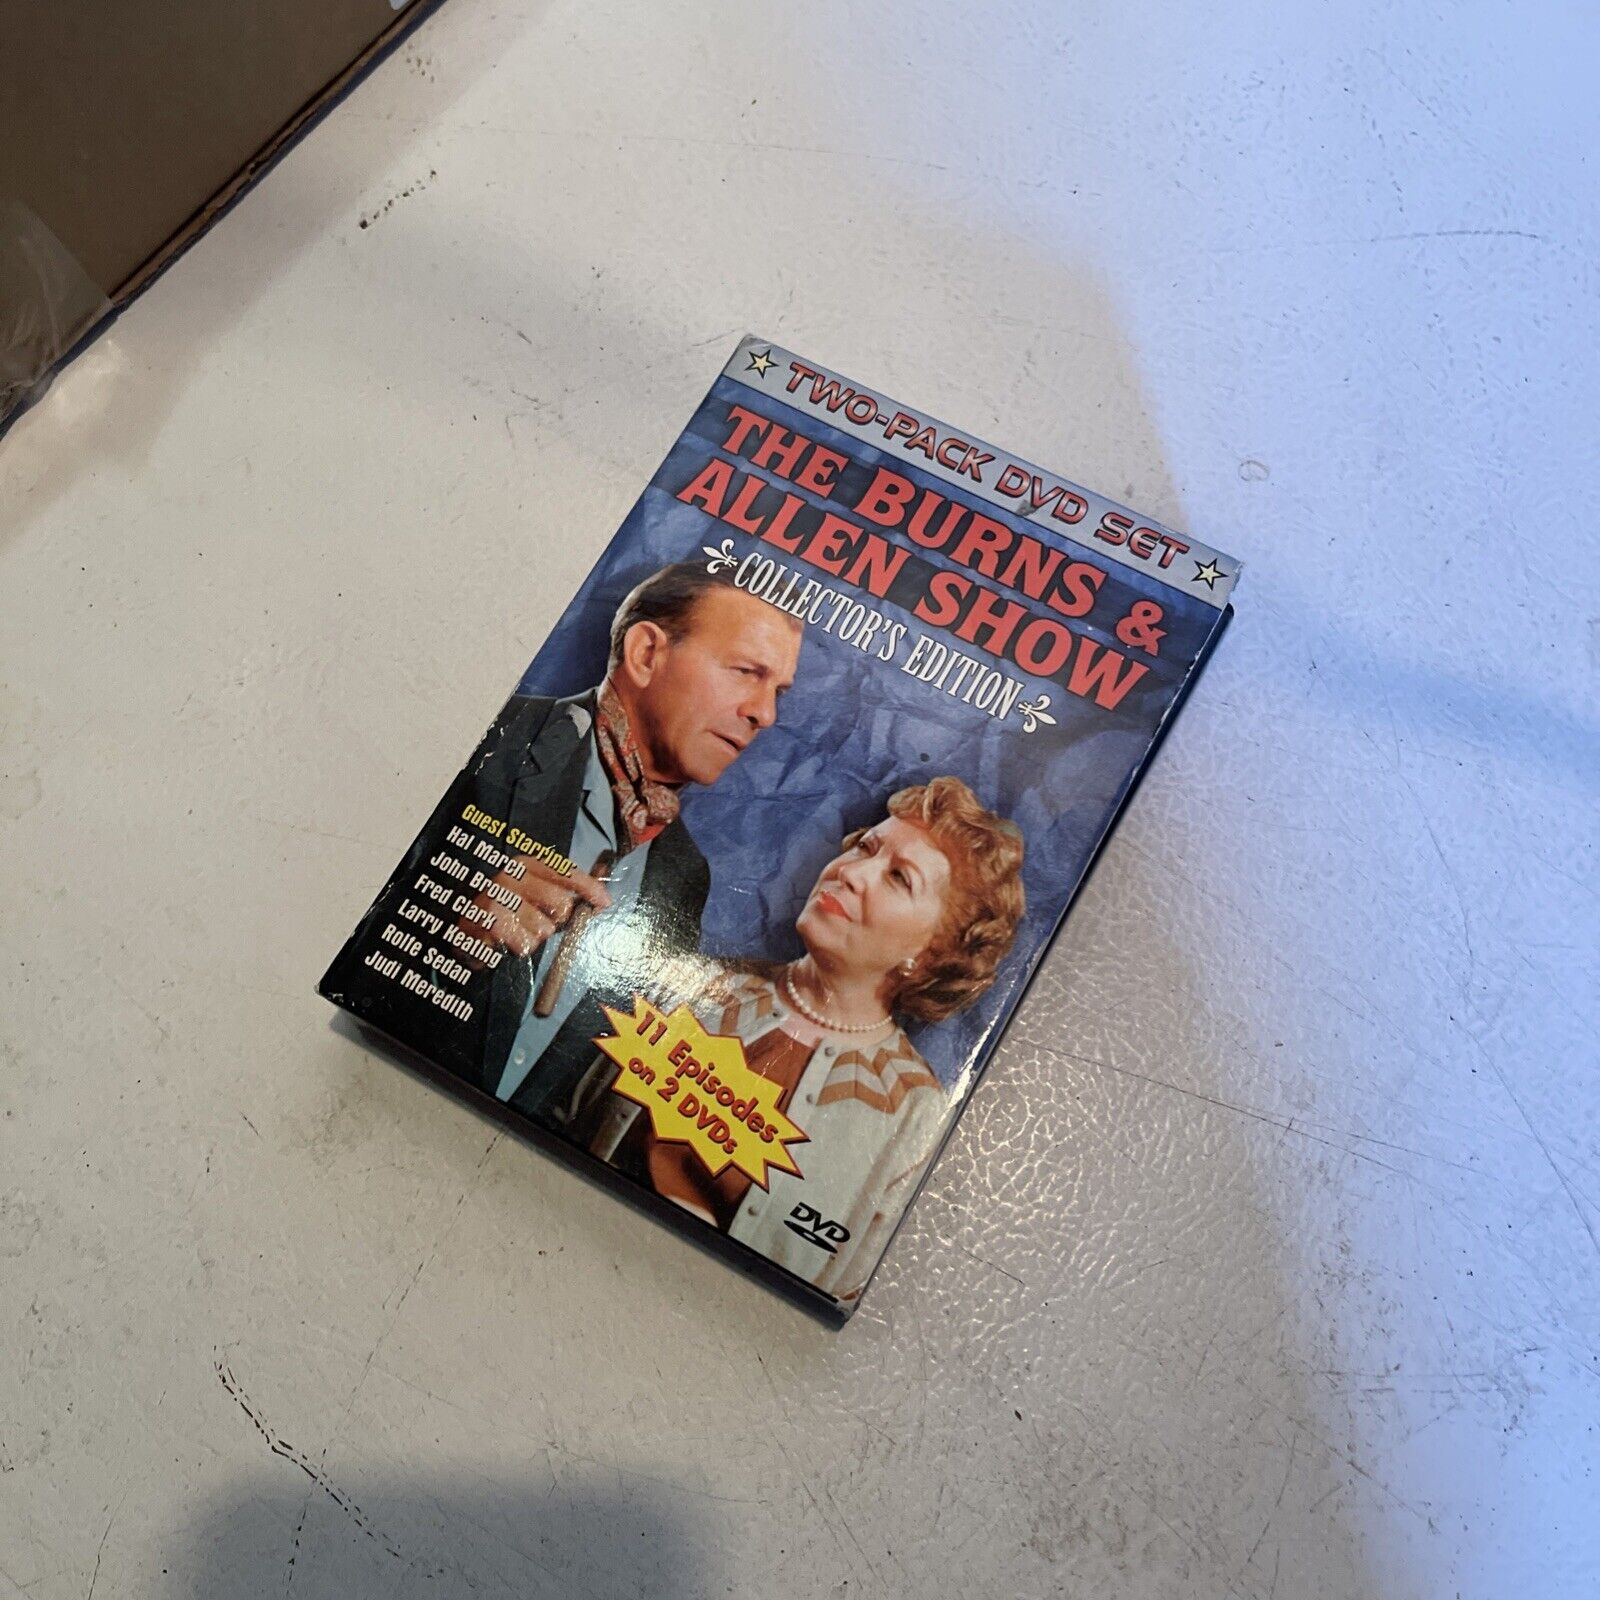 TWO-PACK DVD SET
THE BURNS &
ALLEN SHOW
COLLECTOR'S EDITION
Guest Starring:
Hal March
John Brown
Fred Clark
Larry Keating
Rolfe Sedan
Judi Meredith
11 Episodes
on 2 DVDs
DVD